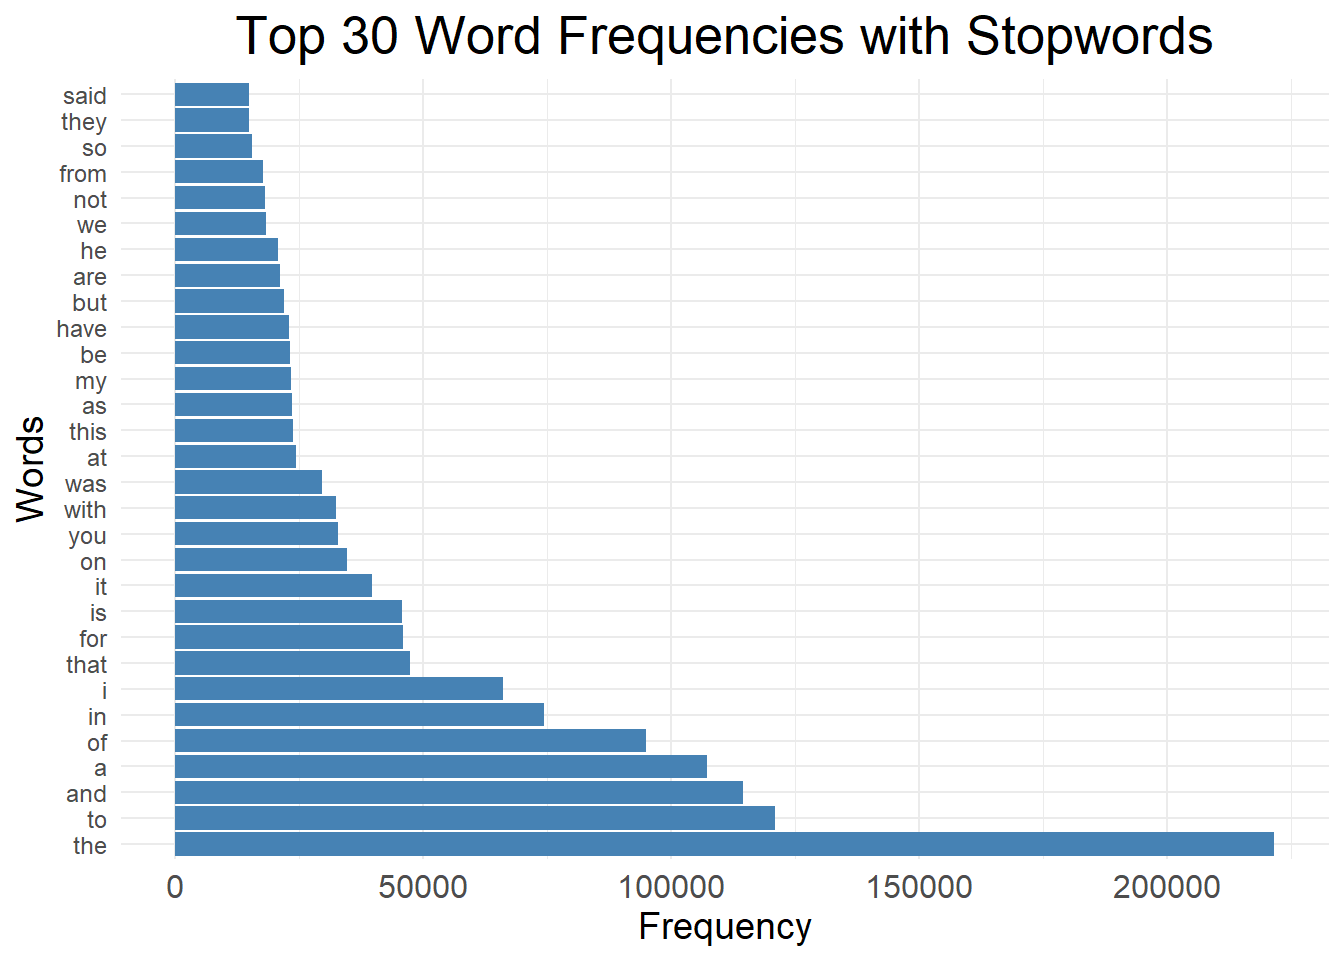 Top 30 Word Frequencies with Stopwords
said
they
so
from
not
we
he
are
but
have
be
my
as
this
at
was
with
you
on
it
is
for
that
i
in
of
a
and
to
the
Words
0 50000 100000 150000 200000
Frequency